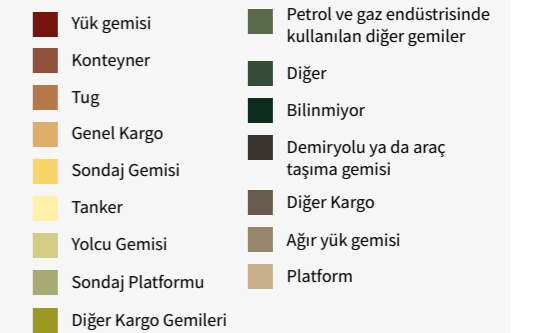 Yük gemisi
Konteyner
Tug
Genel Kargo
Sondaj Gemisi
Tanker
Yolcu Gemisi
Sondaj Platformu
Diğer Kargo Gemileri
Petrol ve gaz endüstrisinde
kullanılan diğer gemiler
Diğer
Bilinmiyor
Demiryolu ya da araç
taşıma gemisi
Diğer Kargo
Ağır yük gemisi
Platform